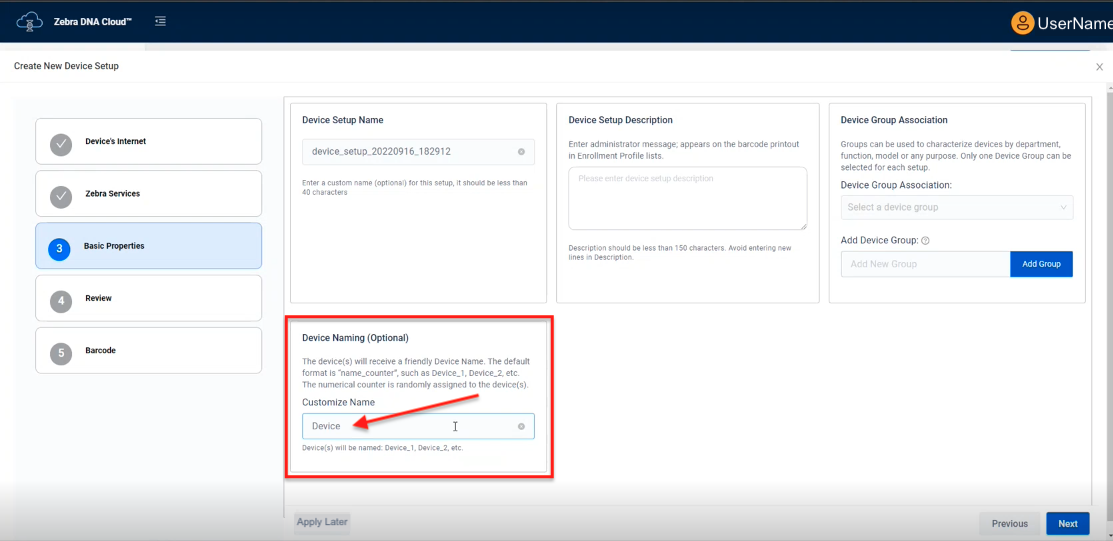 Zebra DNA Cloud™
UserName
Create New Device Setup
Device's Internet
Zebra Services
3
Basic Properties
4
Review
5
Barcode
Device Setup Name
device_setup_20220916_182912
Enter a custom name (optional) for this setup, it should be less than
40 characters
Device Setup Description
Enter administrator message; appears on the barcode printout
in Enrollment Profile lists.
Please enter device setup description
Description should be less than 150 characters. Avoid entering new
lines in Description.
Device Group Association
Groups can be used to characterize devices by department,
function, model or any purpose. Only one Device Group can be
selected for each setup.
Device Group Association:
Select a device group
Add Device Group:
Add New Group
Add Group
Device Naming (Optional)
The device(s) will receive a friendly Device Name. The default
format is "name_counter", such as Device_1, Device_2, etc.
The numerical counter is randomly assigned to the device(s).
Customize Name
Device
Device(s) will be named: Device_1, Device_2, etc.
Apply Later
Previous
Next